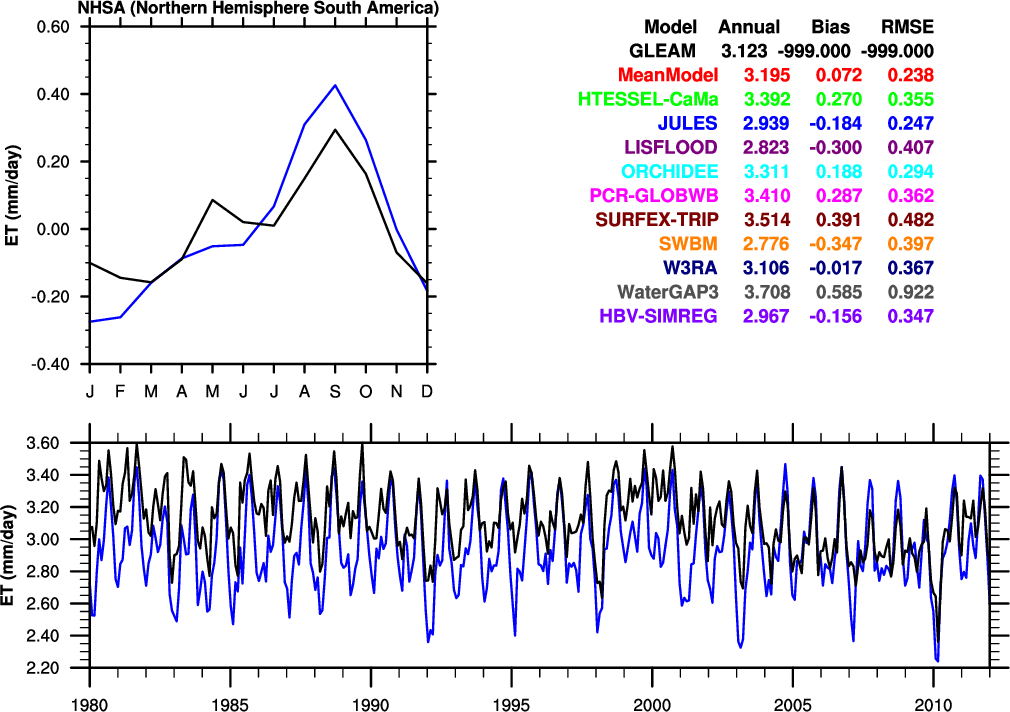 NHSA (Northern Hemisphere South America)
0.60
0.40
0.20
0.00
-0.20
-0.40
ET (mm/day)
J F M A M J J A S O N D
Model Annual Bias RMSE
GLEAM 3.123 -999.000 -999.000
MeanModel 3.195 0.072 0.238
HTESSEL-CaMa 3.392 0.270 0.355
JULES 2.939 -0.184 0.247
LISFLOOD 2.823 -0.300 0.407
ORCHIDEE 3.311 0.188 0.294
PCR-GLOBWB 3.410 0.287 0.362
SURFEX-TRIP 3.514 0.391 0.482
SWBM 2.776 -0.347 0.397
W3RA 3.106 -0.017 0.367
WaterGAP3 3.708 0.585 0.922
HBV-SIMREG 2.967 -0.156 0.347
3.60
3.40
3.20
3.00
2.80
2.60
2.40
2.20
ET (mm/day)
1980 1985 1990 1995 2000 2005 2010